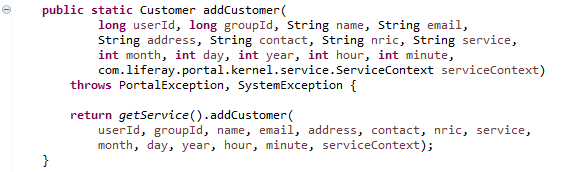 public static Customer addCustomer(
long userId, long groupId, String name, String email,
String address, String contact, String nric, String service,
int month, int day, int year, int hour, int minute,
com.liferay.portal.kernel.service.ServiceContext serviceContext)
throws PortalException, SystemException {
return getService().addCustomer(
userId, groupId, name, email, address, contact, nric, service,
month, day, year, hour, minute, serviceContext);
}